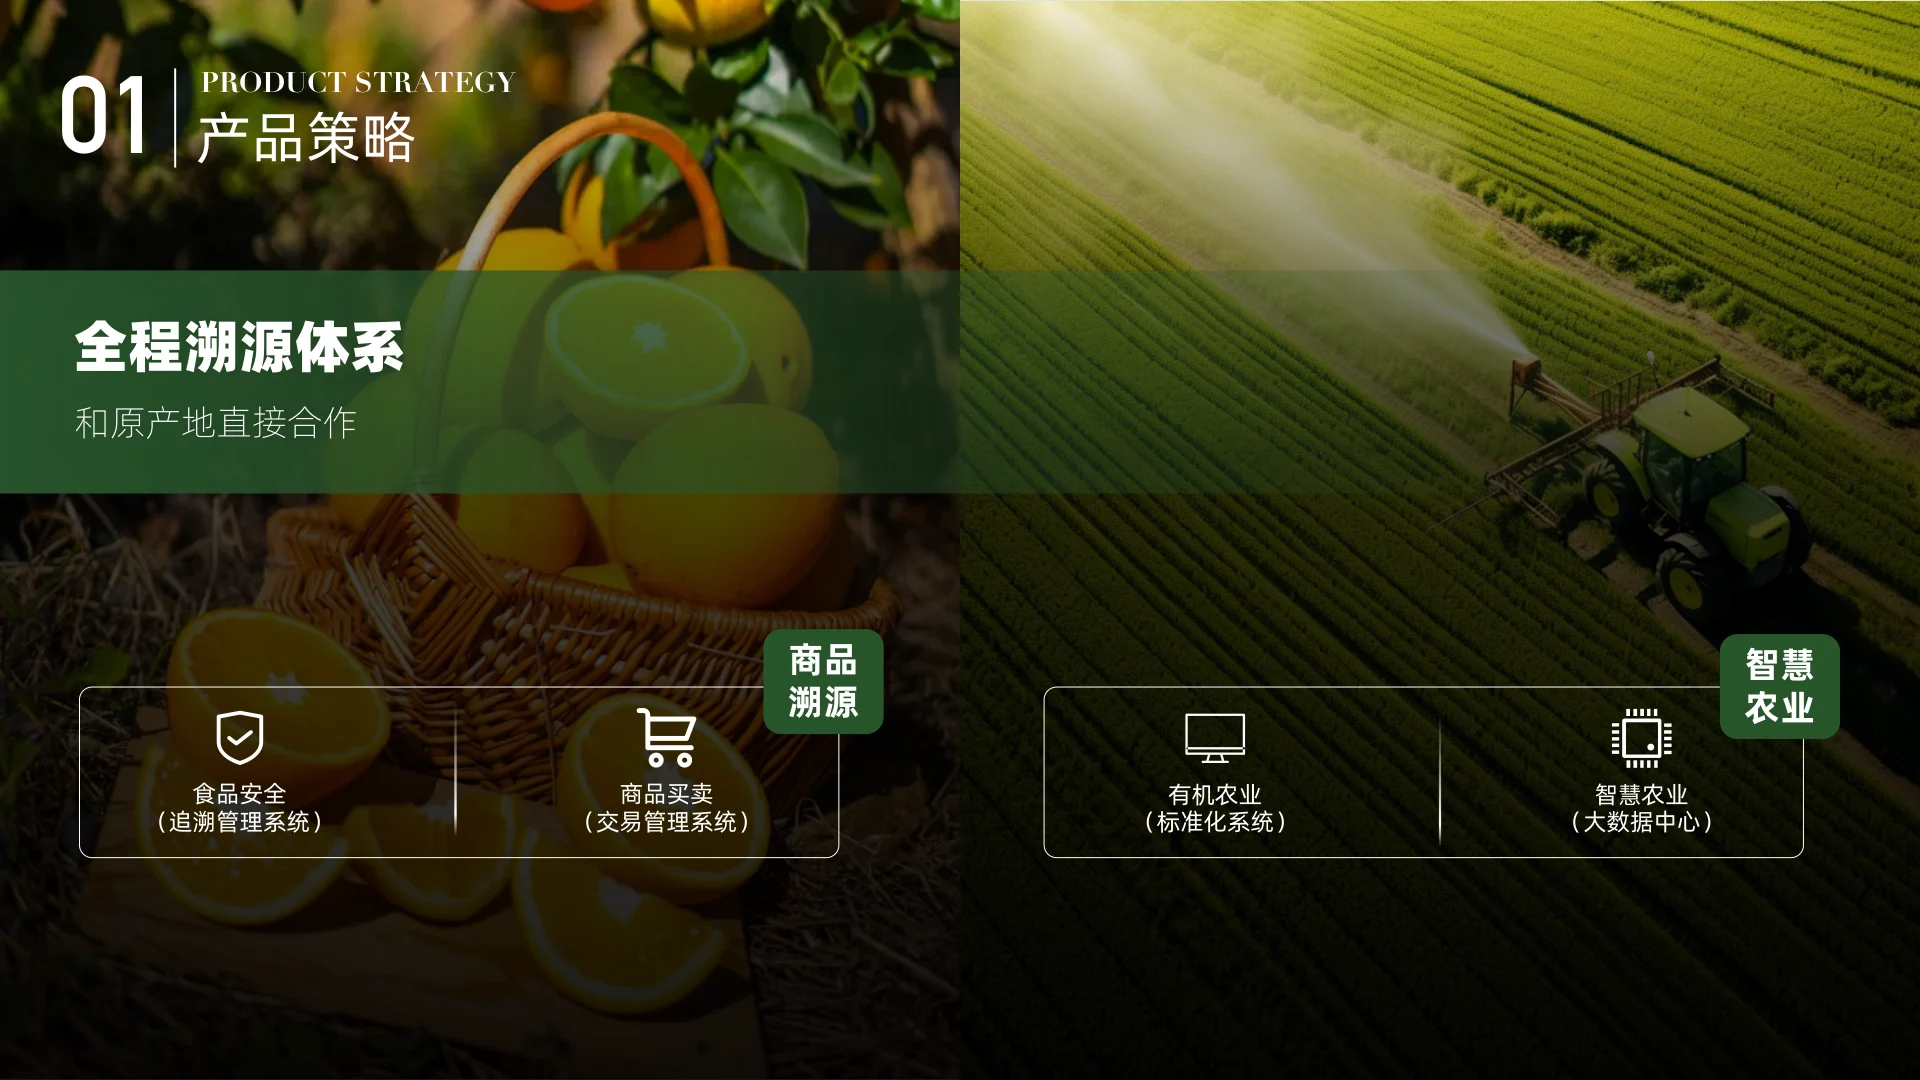 01
PRODUCT STRATEGY
产品策略
全程溯源体系
和原产地直接合作
商品
溯源
食品安全
（追溯管理系统）
商品买卖
（交易管理系统）
智慧
农业
有机农业
（标准化系统）
智慧农业
（大数据中心）